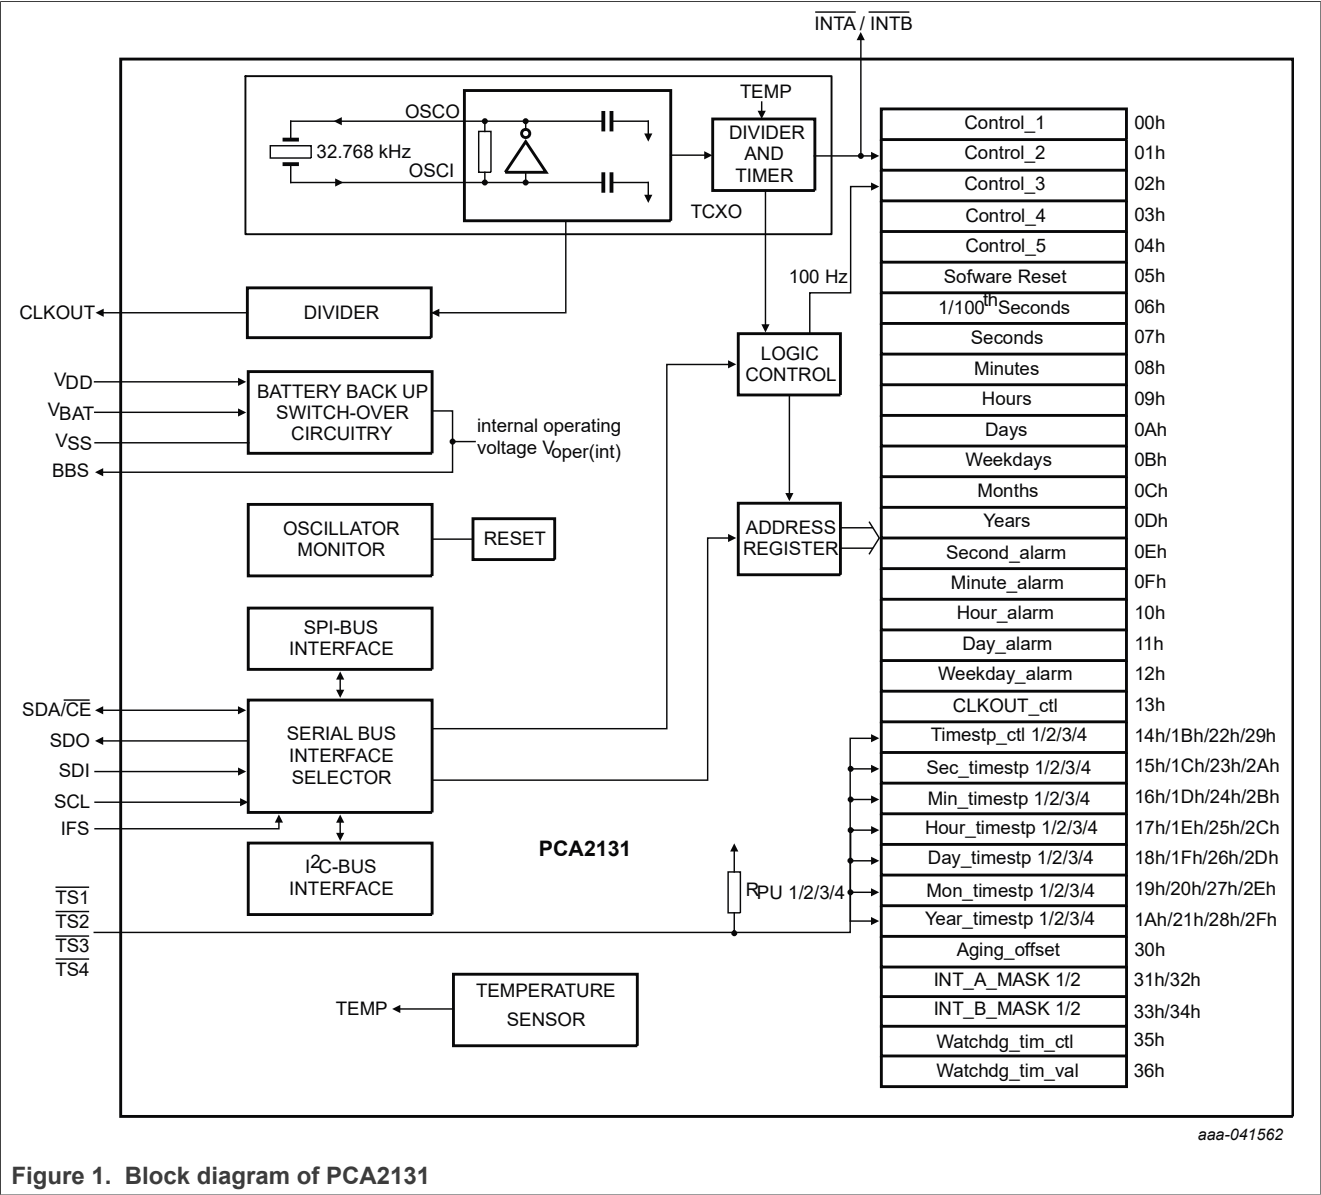 INTA / INTB
OSCO
32.768 kHz
OSCI
TEMP
DIVIDER
AND
TIMER
TCXO
100 Hz
CLKOUT
DIVIDER
VDD
VBAT
VSS
BBS
BATTERY BACK UP
SWITCH-OVER
CIRCUITRY
internal operating
voltage Voper(int)
LOGIC
CONTROL
OSCILLATOR
MONITOR
RESET
ADDRESS
REGISTER
SPI-BUS
INTERFACE
SDA/CE
SDO
SDI
SCL
IFS
SERIAL BUS
INTERFACE
SELECTOR
I2C-BUS
INTERFACE
PCA2131
RPU 1/2/3/4
TS1
TS2
TS3
TS4
TEMP
TEMPERATURE
SENSOR
Control_1 00h
Control_2 01h
Control_3 02h
Control_4 03h
Control_5 04h
Sofware Reset 05h
1/100th Seconds 06h
Seconds 07h
Minutes 08h
Hours 09h
Days 0Ah
Weekdays 0Bh
Months 0Ch
Years 0Dh
Second_alarm 0Eh
Minute_alarm 0Fh
Hour_alarm 10h
Day_alarm 11h
Weekday_alarm 12h
CLKOUT_ctl 13h
Timestp_ctl 1/2/3/4 14h/1Bh/22h/29h
Sec_timestp 1/2/3/4 15h/1Ch/23h/2Ah
Min_timestp 1/2/3/4 16h/1Dh/24h/2Bh
Hour_timestp 1/2/3/4 17h/1Eh/25h/2Ch
Day_timestp 1/2/3/4 18h/1Fh/26h/2Dh
Mon_timestp 1/2/3/4 19h/20h/27h/2Eh
Year_timestp 1/2/3/4 1Ah/21h/28h/2Fh
Aging_offset 30h
INT_A_MASK 1/2 31h/32h
INT_B_MASK 1/2 33h/34h
Watchdg_tim_ctl 35h
Watchdg_tim_val 36h
aaa-041562
Figure 1. Block diagram of PCA2131